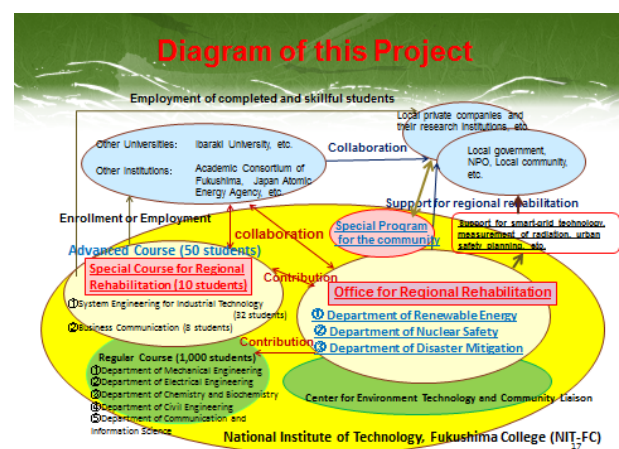 Diagram of this Project
Employment of completed and skillful students
Local private companies and
their research institutions, etc.
Other Universities: Ibaraki University, etc.
Other Institutions: Academic Consortium of
Fukushima, Japan Atomic
Energy Agency, etc.
Collaboration
Local government,
NPO, Local community,
etc.
Support for regional rehabilitation
Enrollment or Employment
collaboration
Special Program
for the community
Support for smart-grid technology,
measurement of radiation, urban
safety planning, etc.
Advanced Course (50 students)
Special Course for Regional
Rehabilitation (10 students)
Contribution
①System Engineering for Industrial Technology
(32 students)
②Business Communication (8 students)
Office for Regional Rehabilitation
① Department of Renewable Energy
② Department of Nuclear Safety
③ Department of Disaster Mitigation
Contribution
Regular Course (1,000 students)
①Department of Mechanical Engineering
②Department of Electrical Engineering
③Department of Chemistry and Biochemistry
④Department of Civil Engineering
⑤Department of Communication and
Information Science
Center for Environment Technology and Community Liaison
National Institute of Technology, Fukushima College (NIT-FC)
17